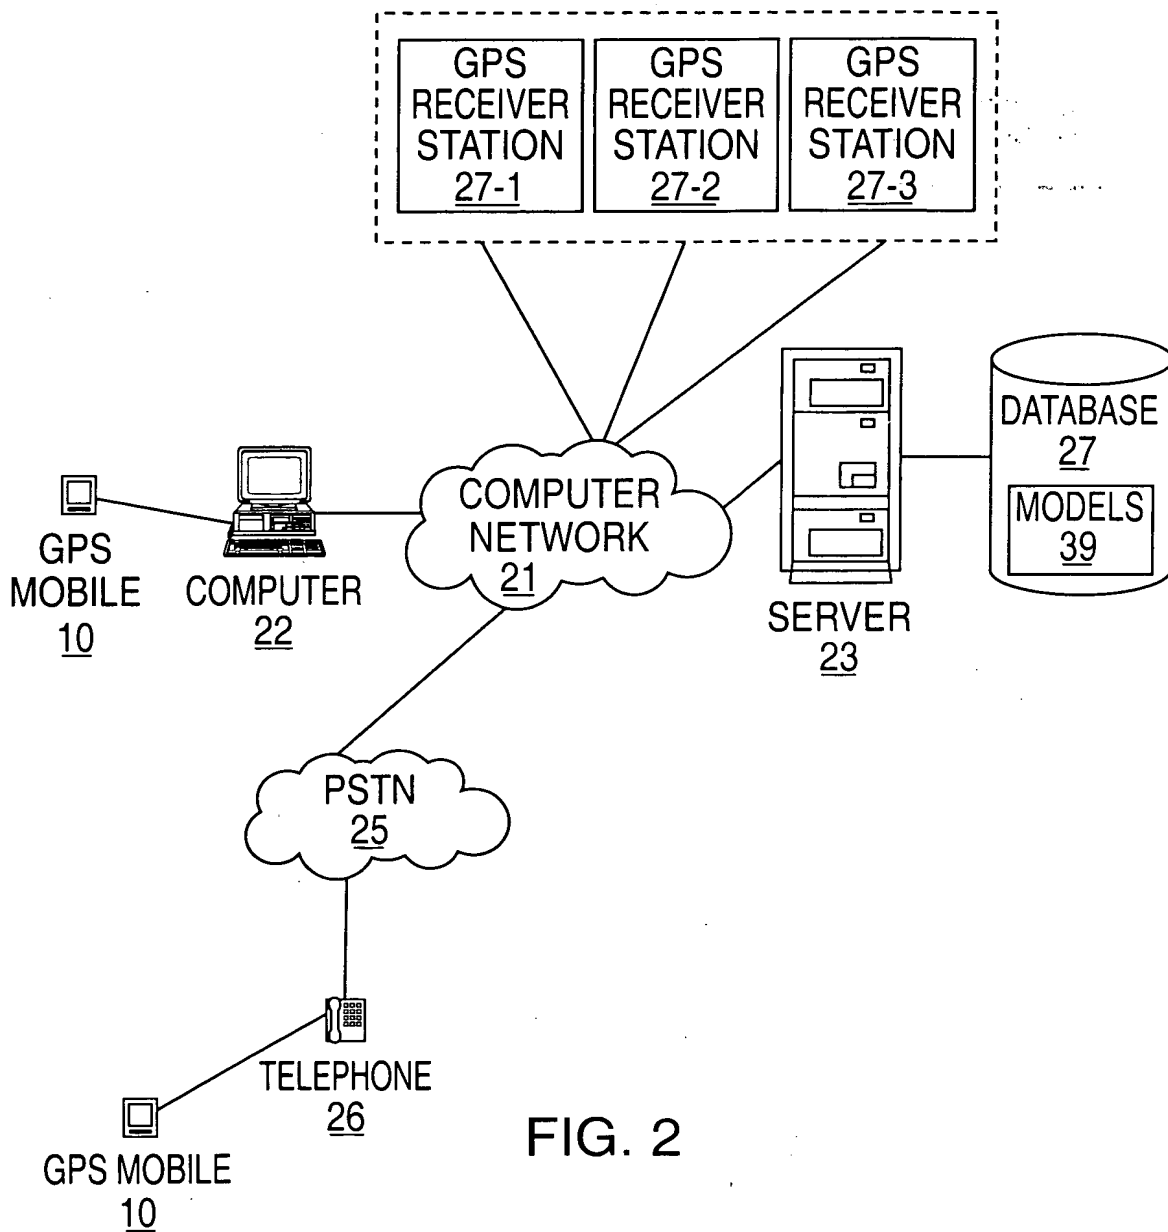 GPS
RECEIVER
STATION
27-1
GPS
RECEIVER
STATION
27-2
GPS
RECEIVER
STATION
27-3
DATABASE
27
MODELS
39
COMPUTER
NETWORK
21
GPS
MOBILE
10
COMPUTER
22
SERVER
23
PSTN
25
TELEPHONE
26
GPS MOBILE
10
FIG. 2